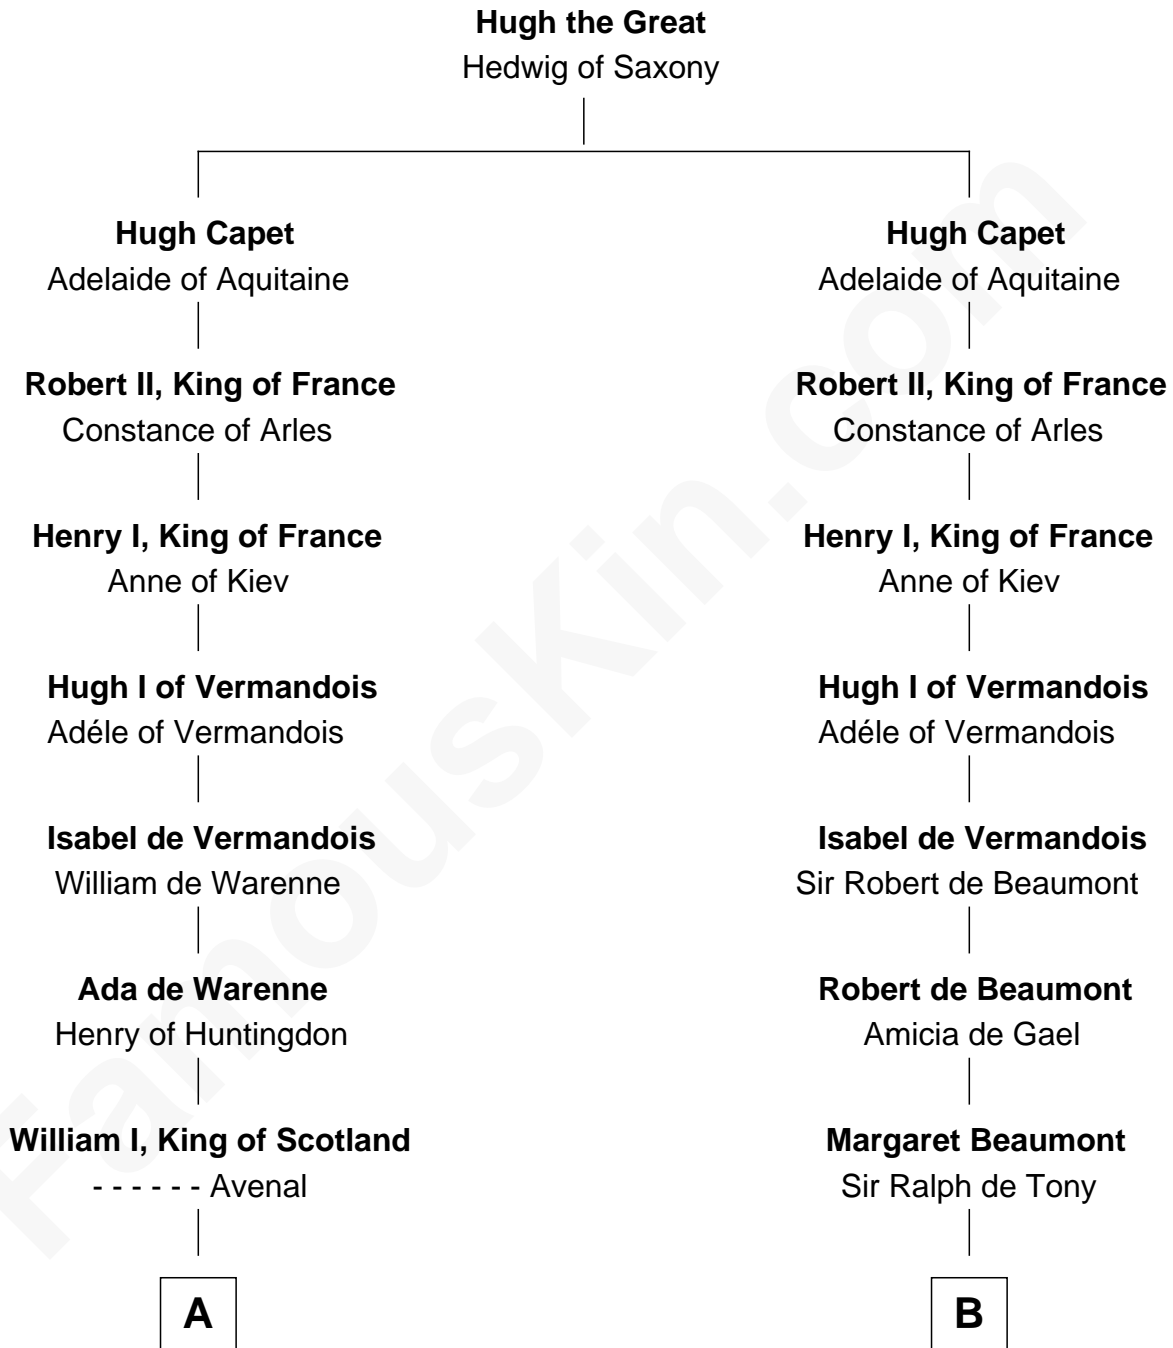 Hugh the Great
Hedwig of Saxony
Hugh Capet
Adelaide of Aquitaine
Robert II, King of France
Constance of Arles
Henry I, King of France
Anne of Kiev
Hugh I of Vermandois
Adéle of Vermandois
Isabel de Vermandois
William de Warenne
Ada de Warenne
Henry of Huntingdon
William I, King of Scotland
- - - - - - Avenal
A
Hugh Capet
Adelaide of Aquitaine
Robert II, King of France
Constance of Arles
Henry I, King of France
Anne of Kiev
Hugh I of Vermandois
Adéle of Vermandois
Isabel de Vermandois
Sir Robert de Beaumont
Robert de Beaumont
Amicia de Gael
Margaret Beaumont
Sir Ralph de Tony
B
FamousKin.com